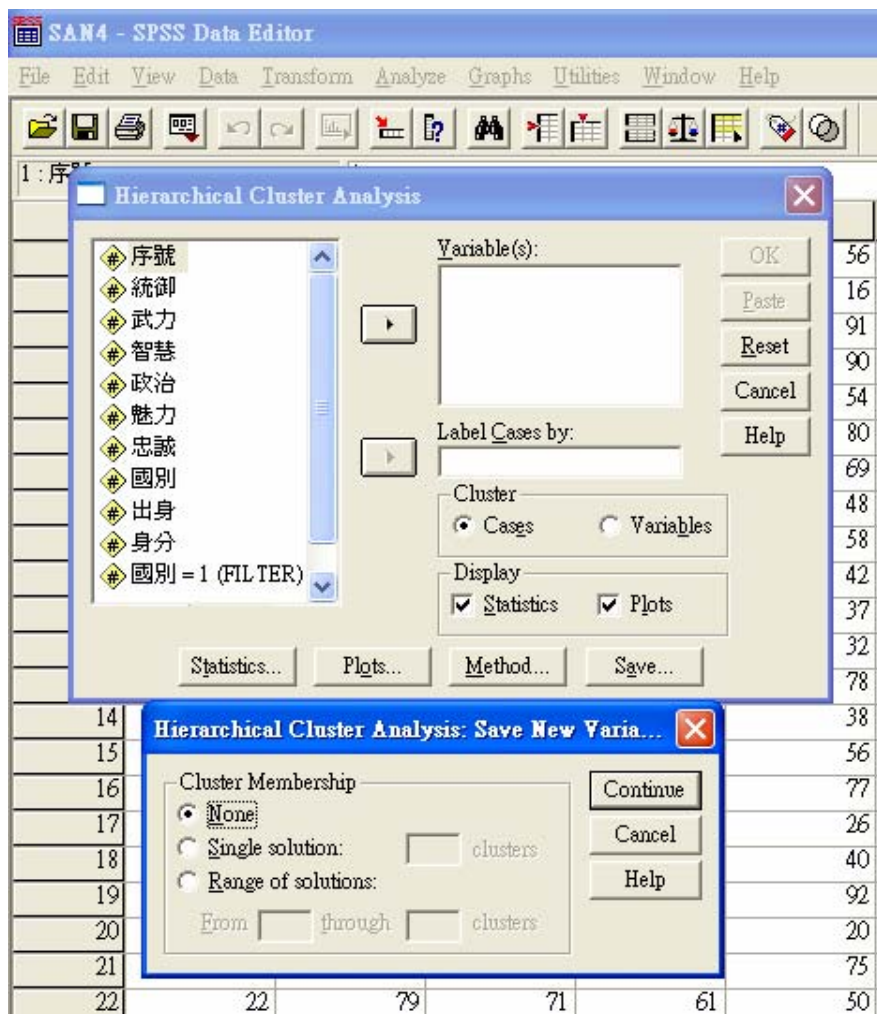 SAN4 - SPSS Data Editor
File Edit View Data Transform Analyze Graphs Utilities Window Help
1 : 序號
Hierarchical Cluster Analysis
序號
統御
武力
智慧
政治
魅力
忠誠
國別
出身
身分
國別 = 1 (FILTER)
Variable(s):
Label Cases by:
Cluster
Cases Variables
Display
Statistics Plots
OK
Paste
Reset
Cancel
Help
Statistics... Plots... Method... Save...
56
16
91
90
54
80
69
48
58
42
37
32
78
14 38
15 56
16 77
17 26
18 40
19 92
20 20
21 75
22 22 79 71 61 50
Hierarchical Cluster Analysis: Save New Varia...
Cluster Membership
None
Single solution: clusters
Range of solutions:
From through clusters
Continue
Cancel
Help